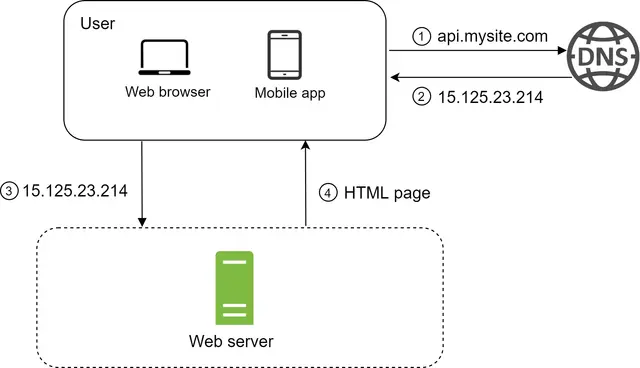 User
Web browser
Mobile app
1 api.mysite.com
DNS
2 15.125.23.214
3 15.125.23.214
4 HTML page
Web server